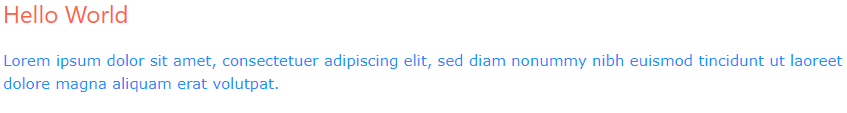 Hello World
Lorem ipsum dolor sit amet, consectetuer adipiscing elit, sed diam nonummy nibh euismod tincidunt ut laoreet
dolore magna aliquam erat volutpat.